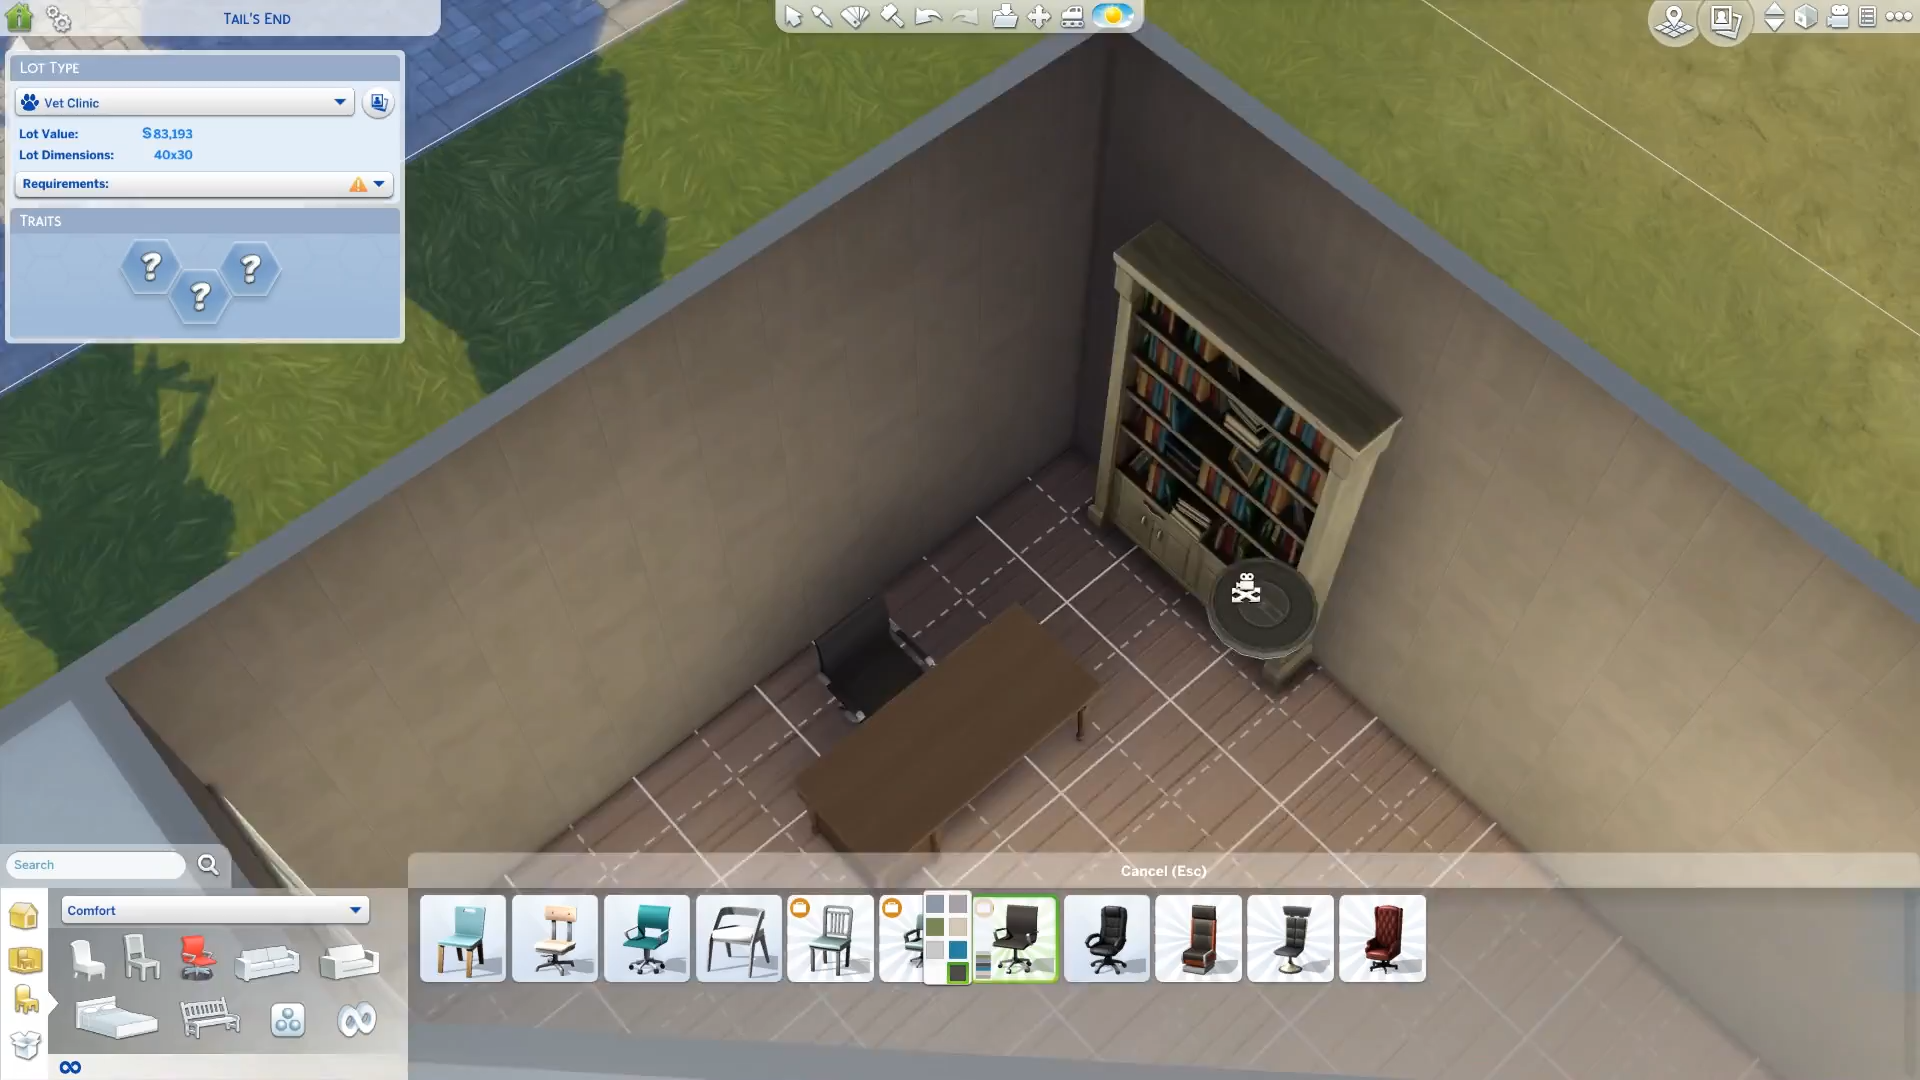 TAIL'S END
LOT TYPE
Vet Clinic
Lot Value: §83,193
Lot Dimensions: 40x30
Requirements:
TRAITS
? ? ?
Search
Cancel (Esc)
Comfort